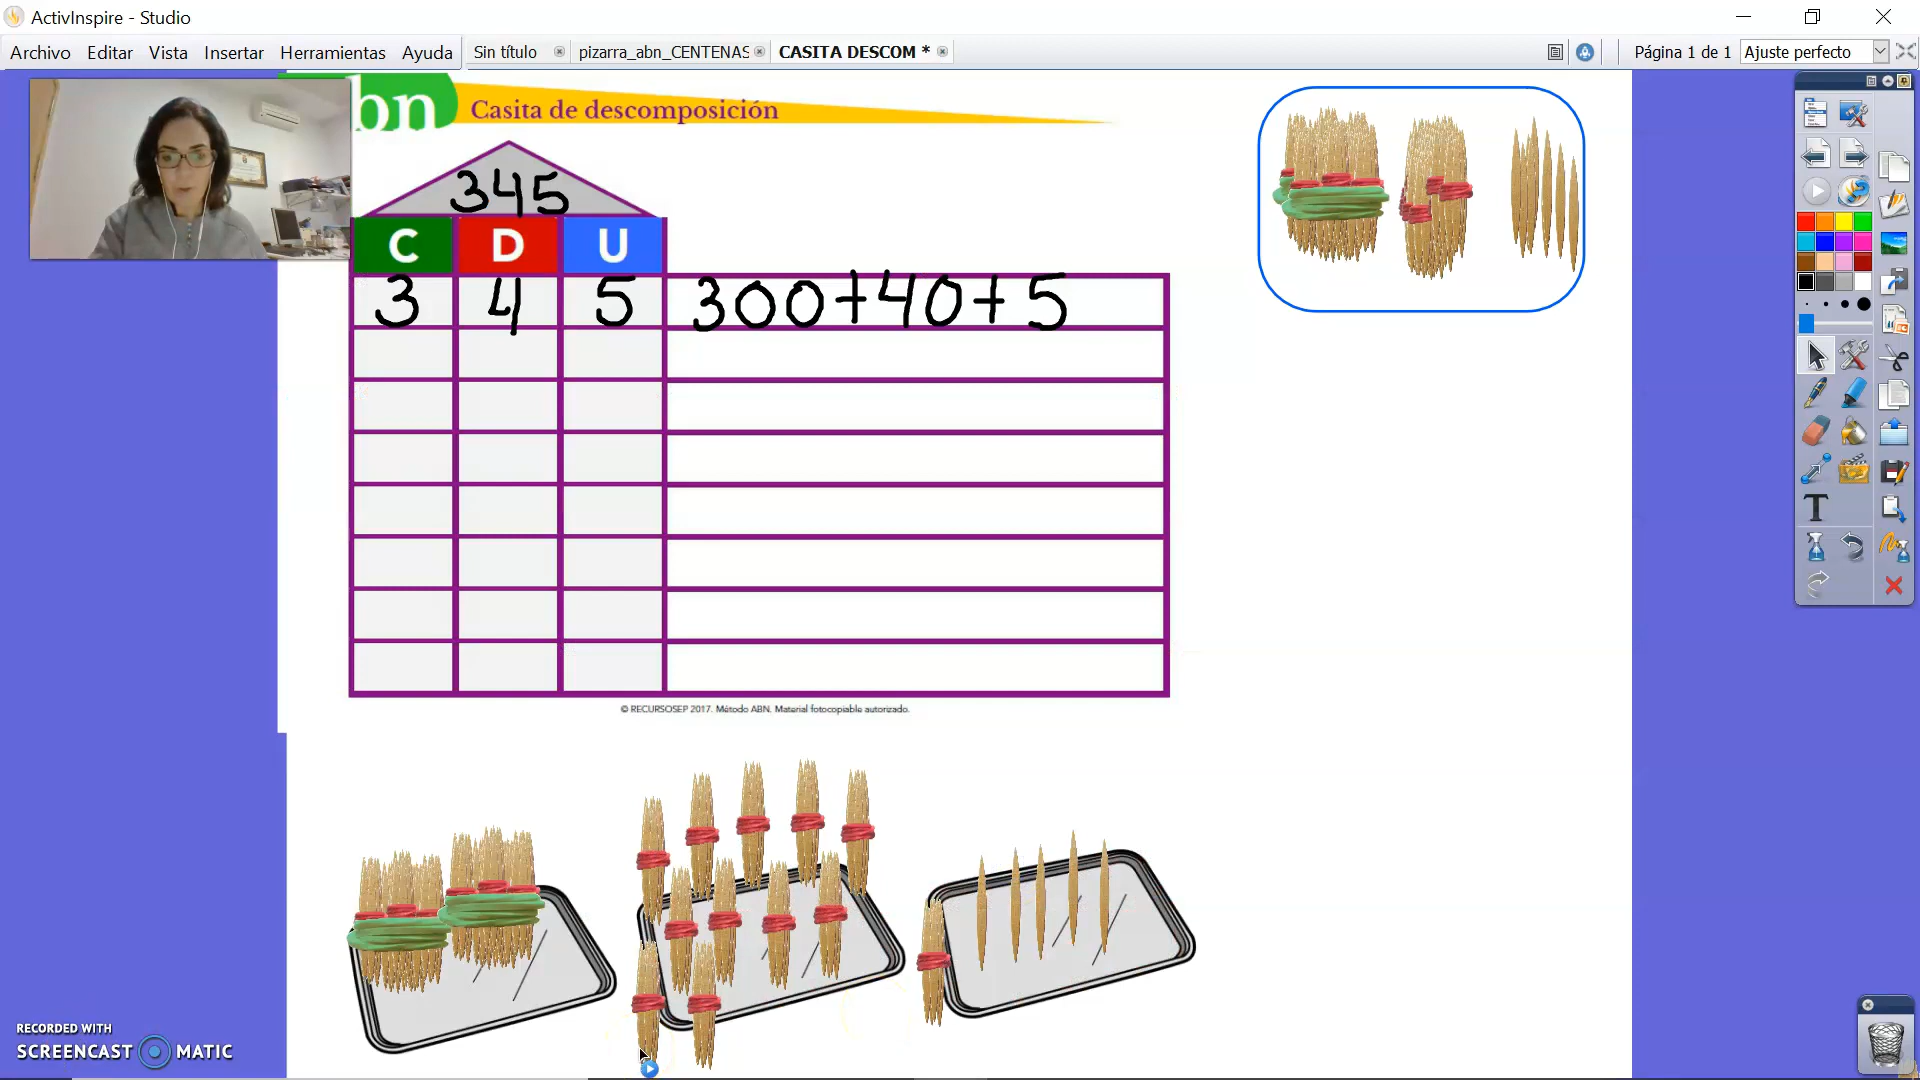 ActivInspire - Studio
Archivo Editar Vista Insertar Herramientas Ayuda
Sin título pizarra_abn_CENTENAS CASITA DESCOM *
Página 1 de 1 Ajuste perfecto
bn Casita de descomposición
345
C D U
3 4 5 300+40+5
© RECURSOSEP 2017. Método ABN. Material fotocopiable autorizado.
T
RECORDED WITH
SCREENCAST MATIC